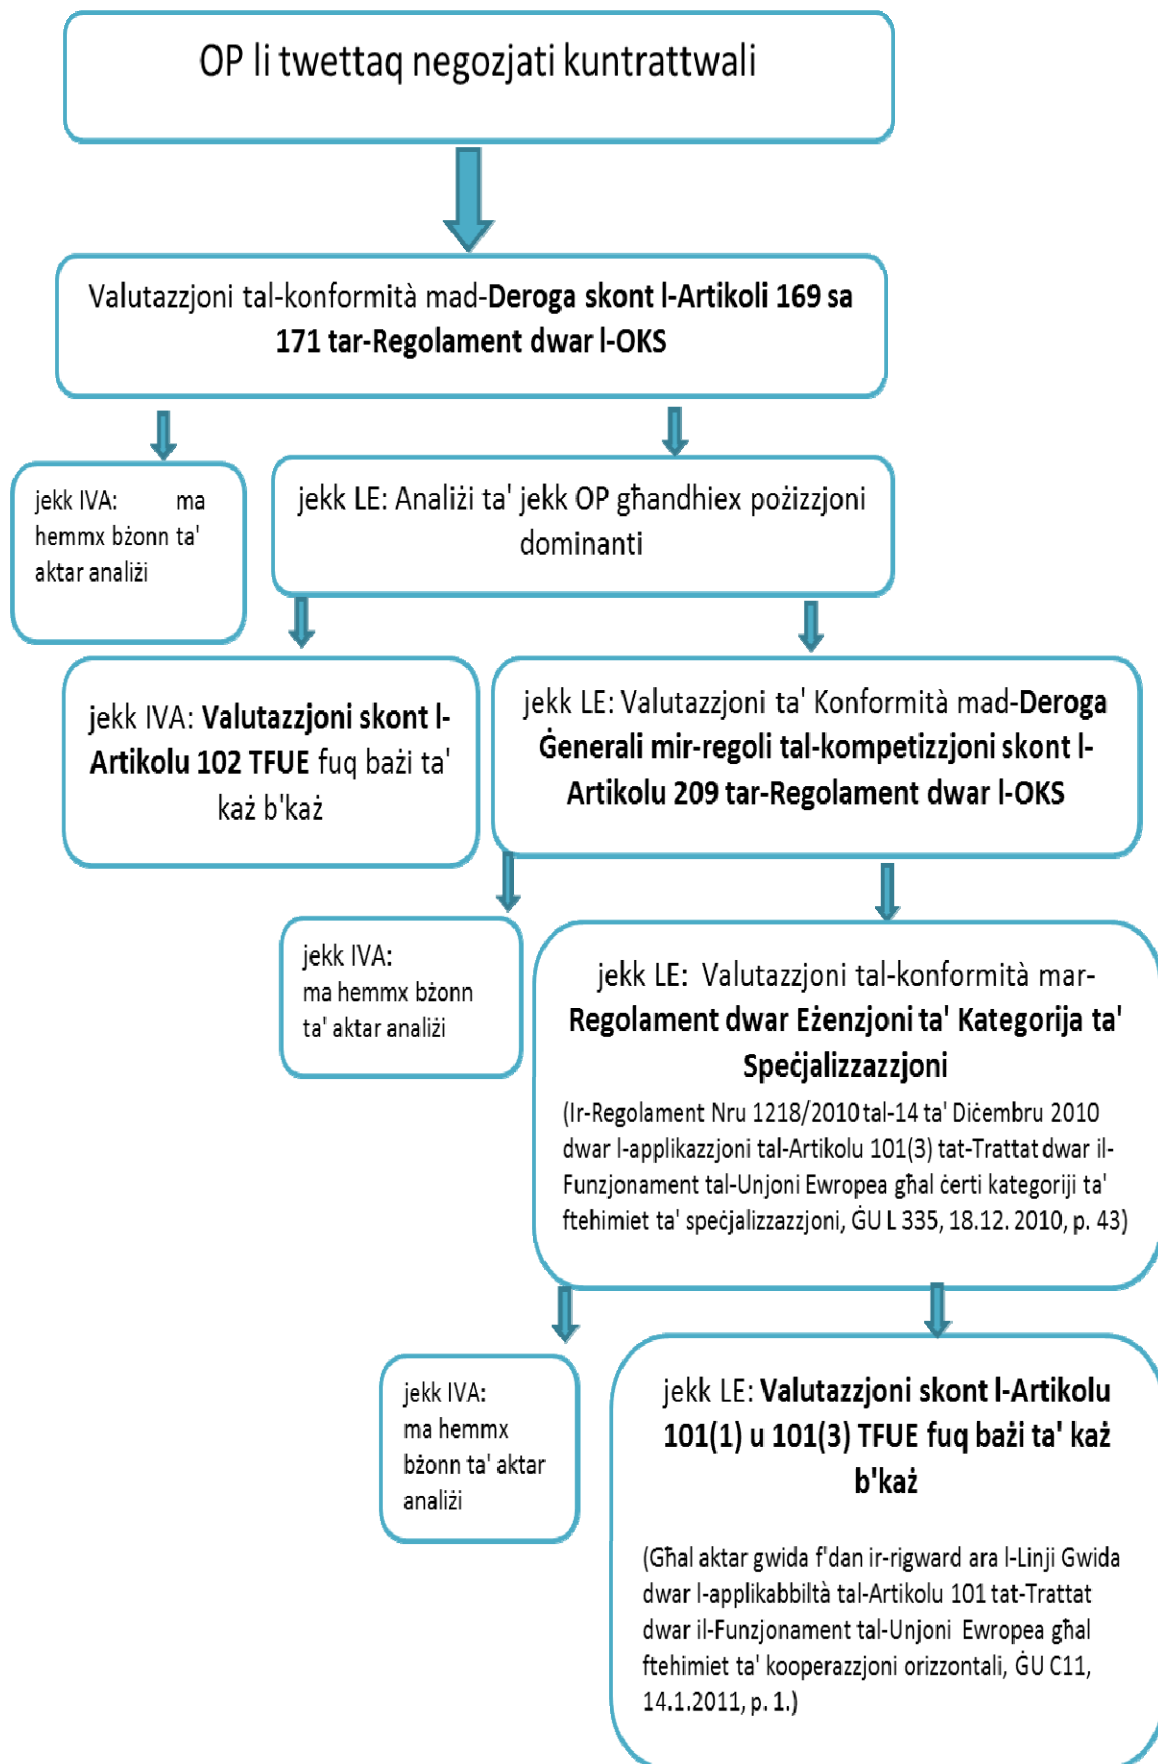 OP li twettaq negozjati kuntrattwali
Valutazzjoni tal-konformità mad-Deroga skont l-Artikoli 169 sa
171 tar-Regolament dwar l-OKS
jekk IVA: ma
hemmx bżonn ta'
aktar analiżi
jekk LE: Analiżi ta' jekk OP għandhiex pożizzjoni
dominanti
jekk IVA: Valutazzjoni skont l-
Artikolu 102 TFUE fuq bażi ta'
każ b'każ
jekk LE: Valutazzjoni ta' Konformità mad-Deroga
Ġenerali mir-regoli tal-kompetizzjoni skont l-
Artikolu 209 tar-Regolament dwar l-OKS
jekk IVA:
ma hemmx bżonn
ta' aktar analiżi
jekk LE: Valutazzjoni tal-konformità mar-
Regolament dwar Eżenzjoni ta' Kategorija ta'
Speċjalizzazzjoni
(Ir-Regolament Nru 1218/2010 tal-14 ta' Diċembru 2010
dwar l-applikazzjoni tal-Artikolu 101(3) tat-Trattat dwar il-
Funzjonament tal-Unjoni Ewropea għal ċerti kategoriji ta'
ftehimiet ta' speċjalizzazzjoni, ĠU L 335, 18.12. 2010, p. 43)
jekk IVA:
ma hemmx
bżonn ta' aktar
analiżi
jekk LE: Valutazzjoni skont l-Artikolu
101(1) u 101(3) TFUE fuq bażi ta' każ
b'każ
(Għal aktar gwida f'dan ir-rigward ara l-Linji Gwida
dwar l-applikabbiltà tal-Artikolu 101 tat-Trattat
dwar il-Funzjonament tal-Unjoni Ewropea għal
ftehimiet ta' kooperazzjoni orizzontali, ĠU C11,
14.1.2011, p. 1.)